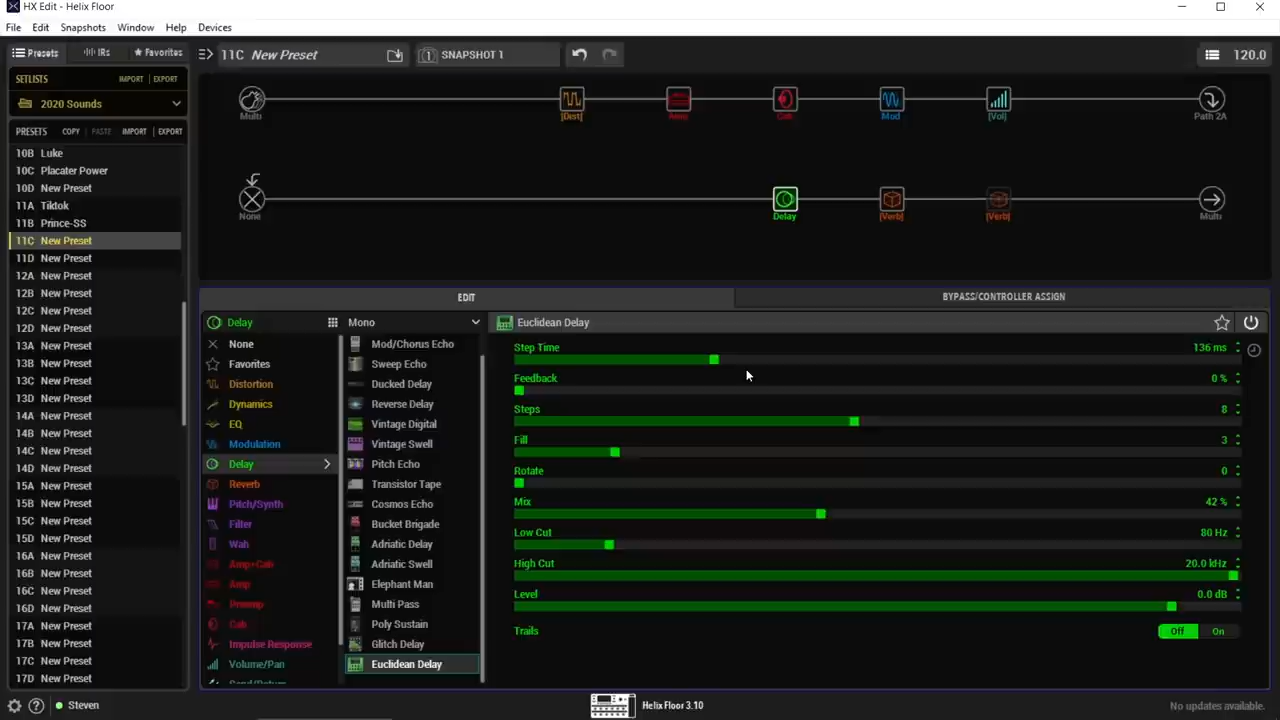 HX Edit - Helix Floor
File Edit Snapshots Window Help Devices
Presets IRs Favorites
11C New Preset
1 SNAPSHOT 1
120.0
SETLISTS IMPORT EXPORT
2020 Sounds
PRESETS COPY PASTE IMPORT EXPORT
10B Luke
10C Placater Power
10D New Preset
11A Tiktok
11B Prince-SS
11C New Preset
11D New Preset
12A New Preset
12B New Preset
12C New Preset
12D New Preset
13A New Preset
13B New Preset
13C New Preset
13D New Preset
14A New Preset
14B New Preset
14C New Preset
14D New Preset
15A New Preset
15B New Preset
15C New Preset
15D New Preset
16A New Preset
16B New Preset
16C New Preset
16D New Preset
17A New Preset
17B New Preset
17C New Preset
17D New Preset
Multi [Dist] Amp Cab Mod [Vol] Path 2A
None Delay [Verb] [Verb] Multi
EDIT BYPASS/CONTROLLER ASSIGN
Delay
None
Favorites
Distortion
Dynamics
EQ
Modulation
Delay
Reverb
Pitch/Synth
Filter
Wah
Amp+Cab
Amp
Preamp
Cab
Impulse Response
Volume/Pan
Send/Return
Mono
Mod/Chorus Echo
Sweep Echo
Ducked Delay
Reverse Delay
Vintage Digital
Vintage Swell
Pitch Echo
Transistor Tape
Cosmos Echo
Bucket Brigade
Adriatic Delay
Adriatic Swell
Elephant Man
Multi Pass
Poly Sustain
Glitch Delay
Euclidean Delay
Euclidean Delay
Step Time 136 ms
Feedback 0 %
Steps 8
Fill 3
Rotate 0
Mix 42 %
Low Cut 80 Hz
High Cut 20.0 kHz
Level 0.0 dB
Trails Off On
Steven
Helix Floor 3.10
No updates available.